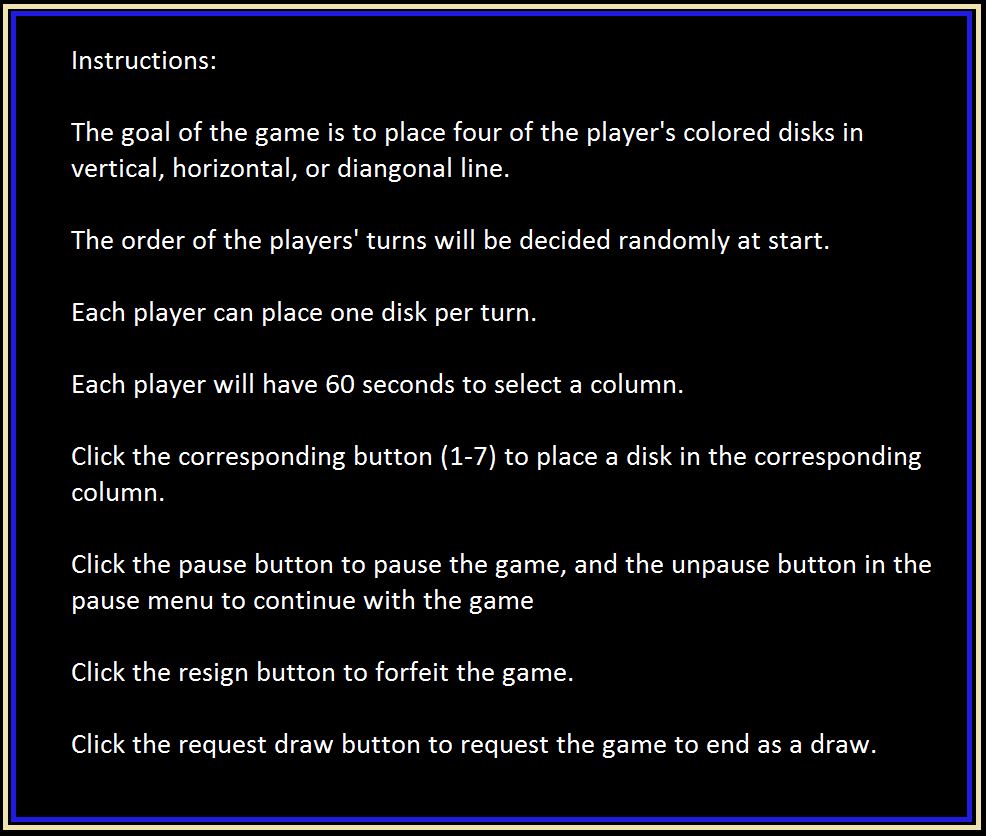 Instructions:
The goal of the game is to place four of the player's colored disks in
vertical, horizontal, or diangonal line.
The order of the players' turns will be decided randomly at start.
Each player can place one disk per turn.
Each player will have 60 seconds to select a column.
Click the corresponding button (1-7) to place a disk in the corresponding
column.
Click the pause button to pause the game, and the unpause button in the
pause menu to continue with the game
Click the resign button to forfeit the game.
Click the request draw button to request the game to end as a draw.